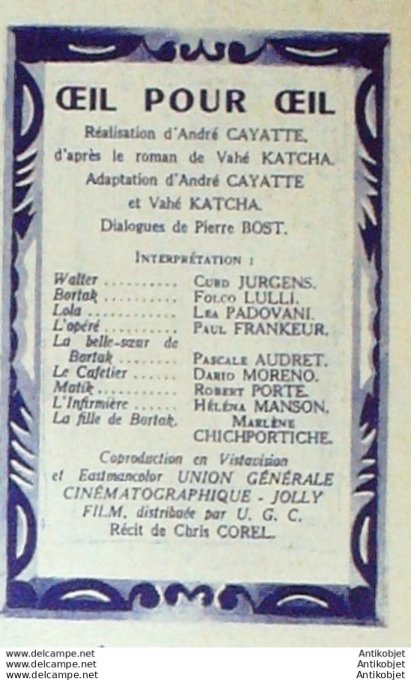 ŒIL POUR ŒIL
Réalisation d'André CAYATTE,
d'après le roman de Vahé KATCHA.
Adaptation d'André CAYATTE
et Vahé KATCHA.
Dialogues de Pierre BOST.
INTERPRÉTATION :
Walter .......... CURD JURGENS.
Bortak .......... FOLCO LULLI.
Lola .......... LEA PADOVANI.
L'opéré .......... PAUL FRANKEUR.
La belle-sœur de
Bortak ........ PASCALE AUDRET.
Le Cafetier ...... DARIO MORENO.
Matik .......... ROBERT PORTE.
L'Infirmière ...... HÉLÉNA MANSON.
La fille de Bortak. MARLÈNE
CHICHPORTICHE.
Coproduction en Vistavision
et Eastmancolor UNION GÉNÉRALE
CINÉMATOGRAPHIQUE - JOLLY
FILM, distribuée par U. G. C.
Récit de Chris COREL.
www.delcampe.net Antikobjet
www.delcampe.net Antikobjet
www.delcampe.net Antikobjet